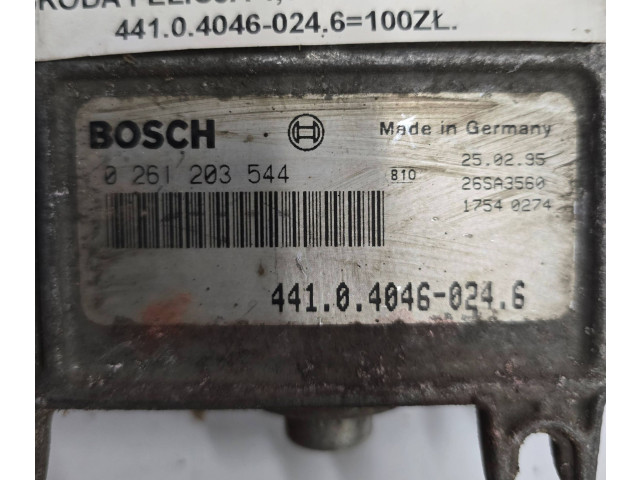 441.0.4046-024.6=100ZŁ.
BOSCH
Made in Germany
0 261 203 544
810
25.02.95
26SA3560
1754 0274
441.0.4046-024.6